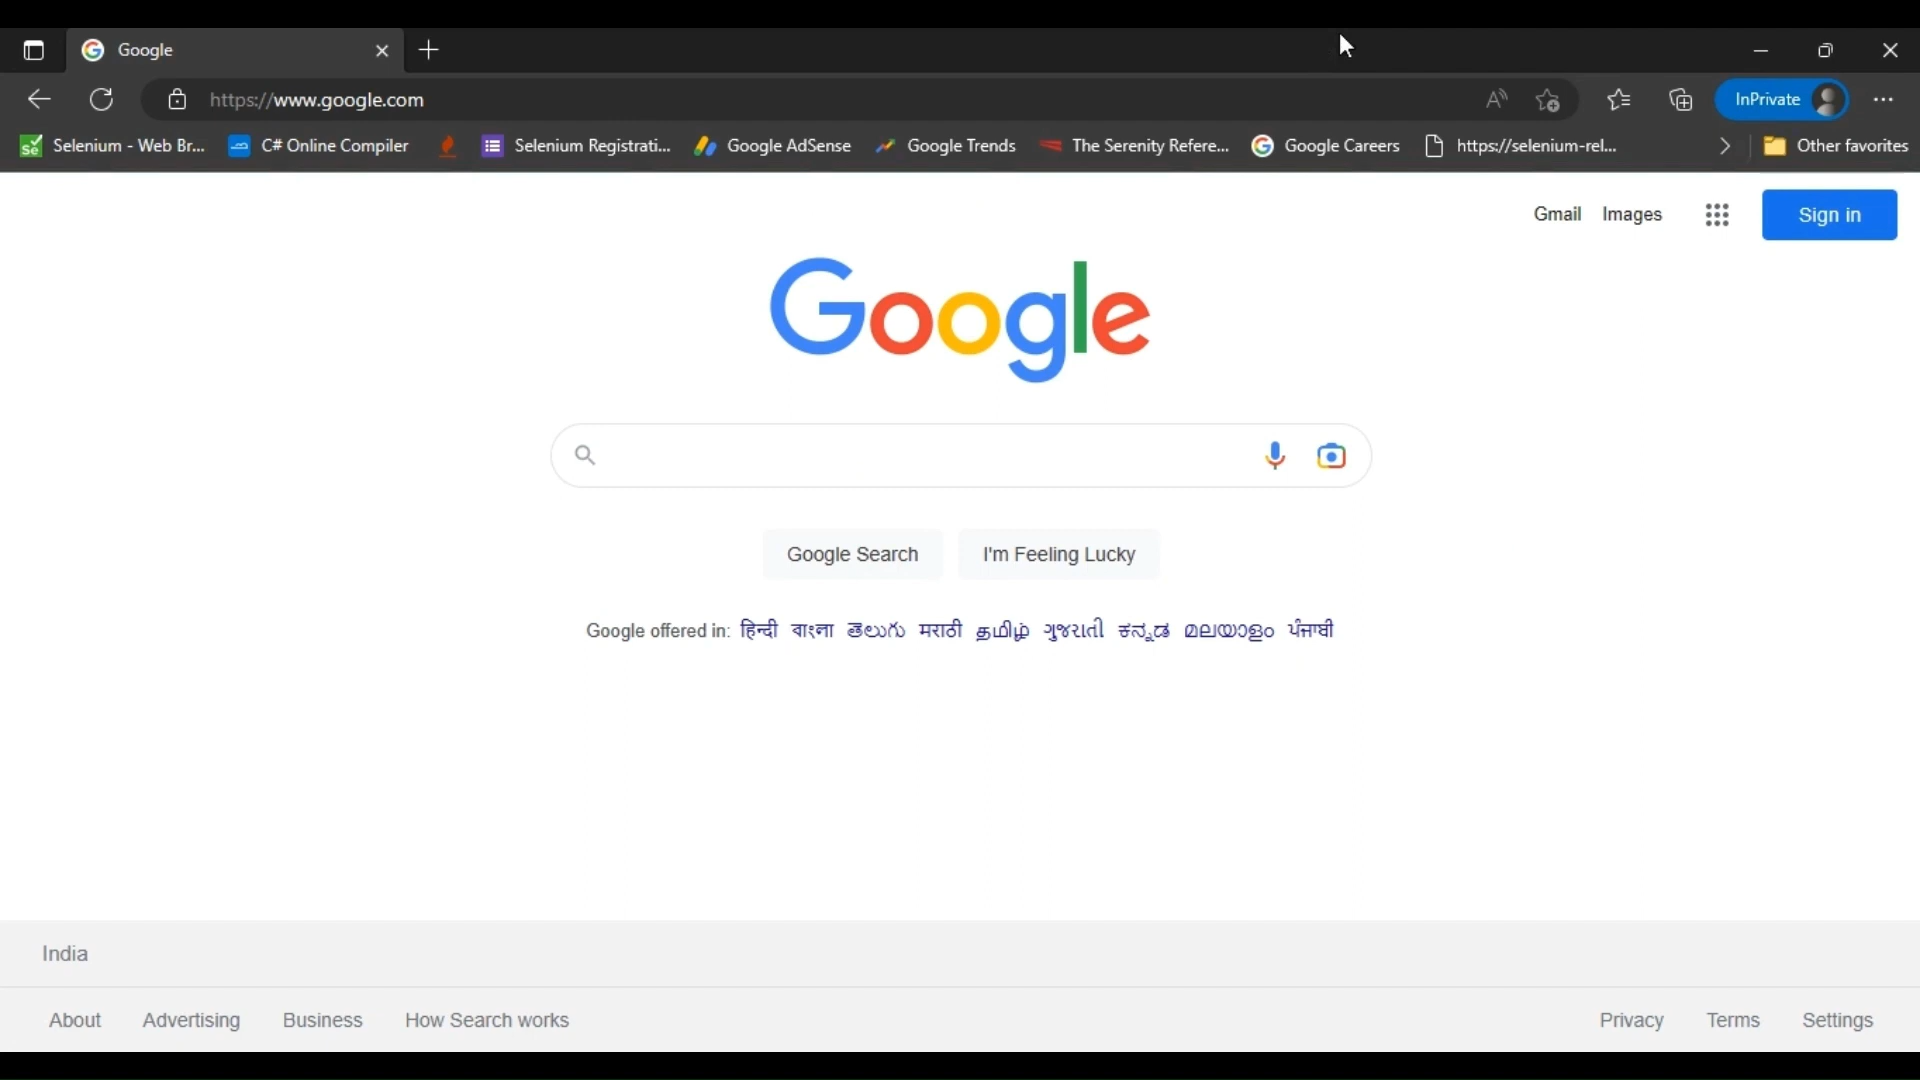 Google
https://www.google.com
InPrivate
Selenium - Web Br... C# Online Compiler Selenium Registrati... Google AdSense Google Trends The Serenity Refere... Google Careers https://selenium-rel... Other favorites
Gmail Images Sign in
Google
Google Search I'm Feeling Lucky
Google offered in: हिन्दी বাংলা తెలుగు मराठी தமிழ் ગુજરાતી ಕನ್ನಡ മലയാളം ਪੰਜਾਬੀ
India
About Advertising Business How Search works Privacy Terms Settings